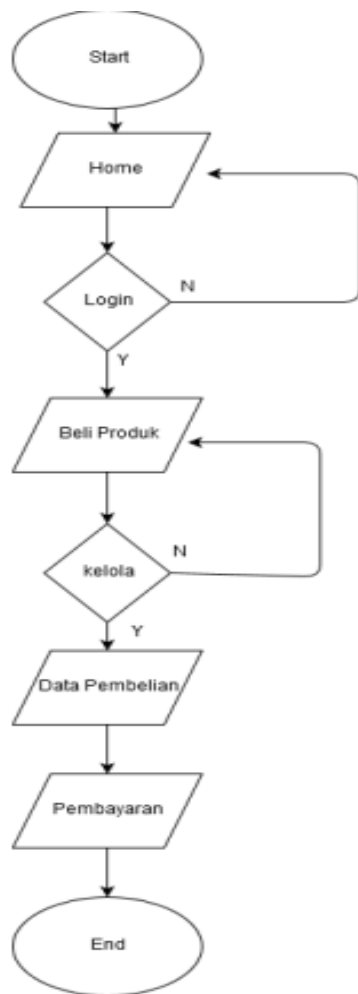 Start
Home
Login
N
Y
Beli Produk
kelola
N
Y
Data Pembelian
Pembayaran
End